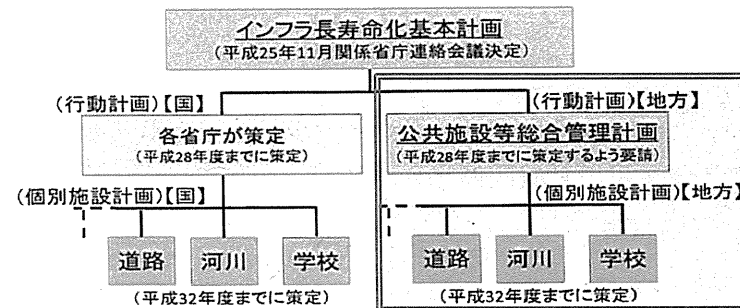 インフラ長寿命化基本計画
(平成25年11月関係省庁連絡会議決定)
(行動計画)【国】
(行動計画)【地方】
各省庁が策定
(平成28年度までに策定)
公共施設等総合管理計画
(平成28年度までに策定するよう要請)
(個別施設計画)【国】
(個別施設計画)【地方】
道路 河川 学校
道路 河川 学校
(平成32年度までに策定)
(平成32年度までに策定)